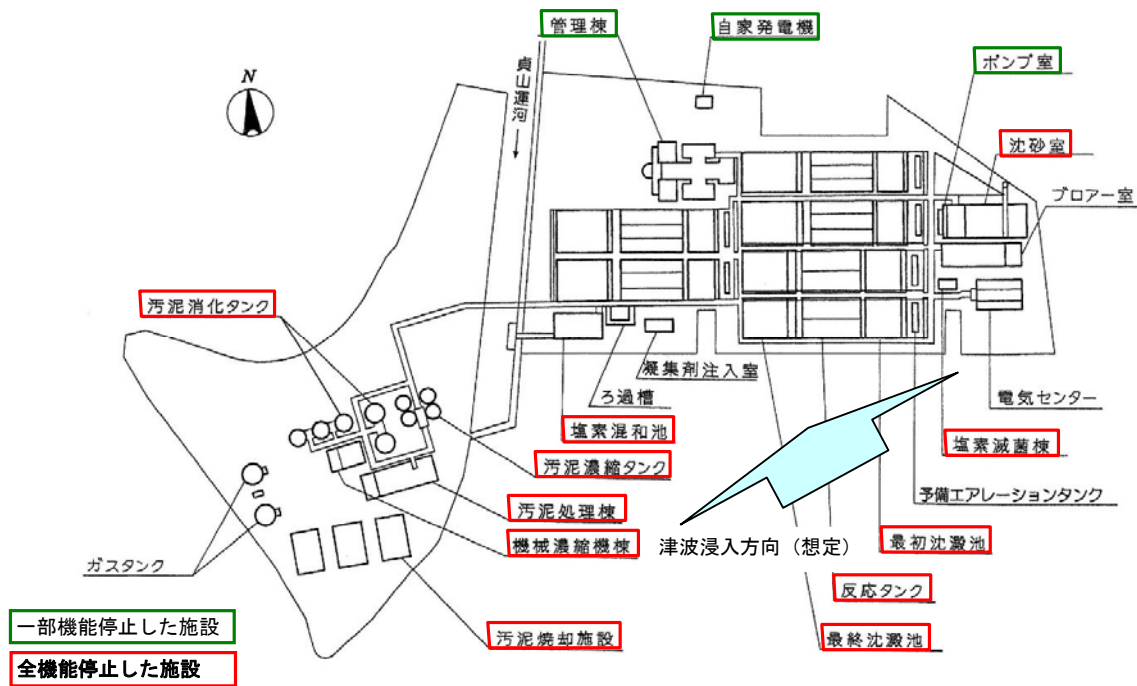 管理棟
自家発電機
ポンプ室
N
貞山運河
沈砂室
ブロアー室
汚泥消化タンク
凝集剤注入室
ろ過槽
電気センター
塩素混和池
塩素滅菌棟
汚泥濃縮タンク
予備エアレーションタンク
汚泥処理棟
津波浸入方向（想定）
最初沈澱池
機械濃縮機棟
ガスタンク
反応タンク
一部機能停止した施設
汚泥焼却施設
最終沈澱池
全機能停止した施設